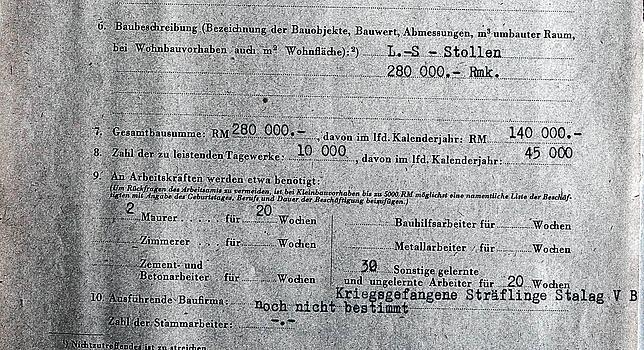 6. Baubeschreibung (Bezeichnung der Bauobjekte, Bauwert, Abmessungen, m³ umbauter Raum,
bei Wohnbauvorhaben auch m² Wohnfläche):²) L.-S - Stollen
280 000.- Rmk.
7. Gesamtbausumme: RM 280 000.-, davon im lfd. Kalenderjahr: RM 140 000.-
8. Zahl der zu leistenden Tagewerke: 10 000, davon im lfd. Kalenderjahr: 45 000
9. An Arbeitskräften werden etwa benötigt:
(Um Rückfragen des Arbeitsamts zu vermeiden, ist bei Kleinbauvorhaben bis zu 5000 RM möglichst eine namentliche Liste der Beschäf-
tigten mit Angabe des Geburtstages, Berufs und Dauer der Beschäftigung beizufügen.)
2 Maurer . . . . für 20 Wochen Bauhilfsarbeiter für Wochen
Zimmerer . . . für Wochen Metallarbeiter . für Wochen
Zement- und 30 Sonstige gelernte
Betonarbeiter für Wochen und ungelernte Arbeiter für 20 Wochen
Kriegsgefangene Sträflinge Stalag V B
10. Ausführende Baufirma: noch nicht bestimmt
Zahl der Stammarbeiter: -.-
¹) Nichtzutreffendes ist zu streichen